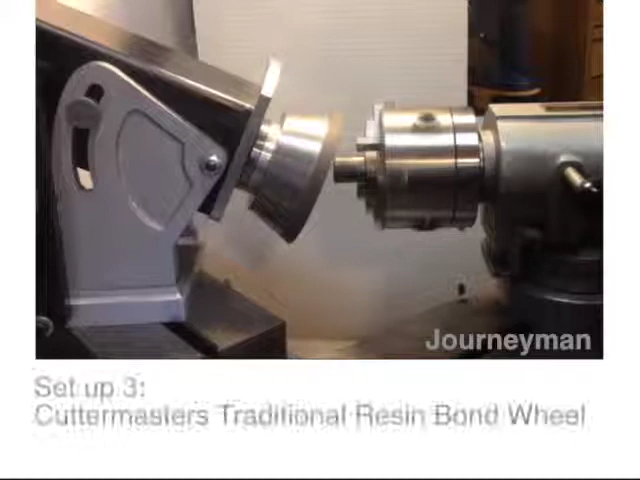 Journeyman
Set up 3:
Cuttermasters Traditional Resin Bond Wheel